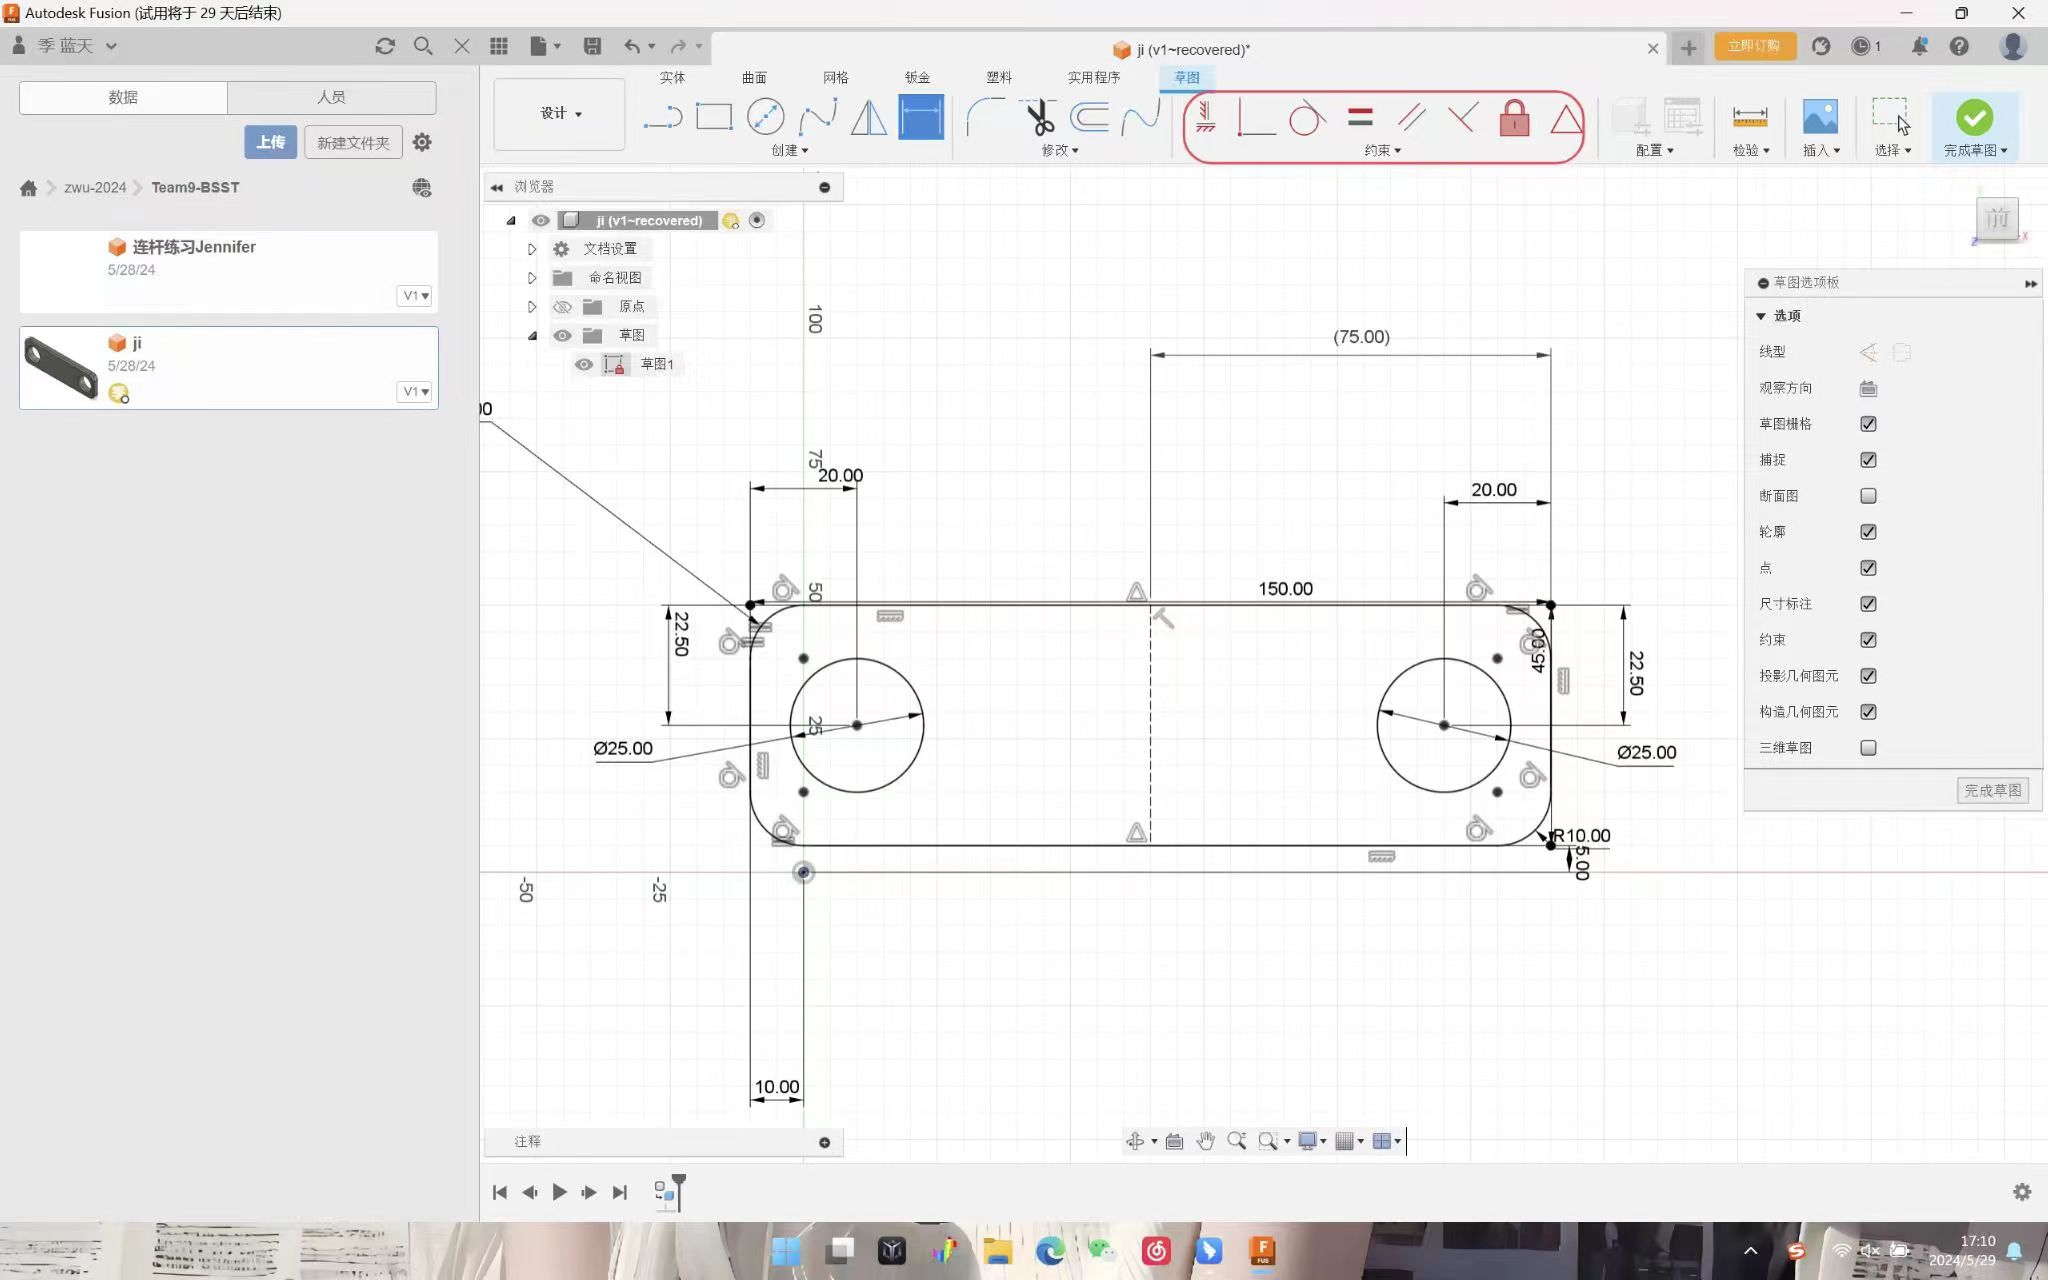 Autodesk Fusion (试用将于 29 天后结束)
季 蓝天
ji (v1~recovered)*
立即订购
1
数据
人员
上传
新建文件夹
zwu-2024
Team9-BSST
连杆练习Jennifer
5/28/24
V1
ji
5/28/24
V1
设计
实体
曲面
网格
钣金
塑料
实用程序
草图
创建
修改
约束
配置
检验
插入
选择
完成草图
浏览器
ji (v1~recovered)
文档设置
命名视图
原点
草图
草图1
前
Z
X
草图选项板
选项
线型
观察方向
草图栅格
捕捉
断面图
轮廓
点
尺寸标注
约束
投影几何图元
构造几何图元
三维草图
完成草图
100
(75.00)
75
20.00
20.00
50
150.00
22.50
45.00
22.50
25
Ø25.00
Ø25.00
R10.00
5.00
-50
-25
10.00
注释
FUS
17:10
2024/5/29